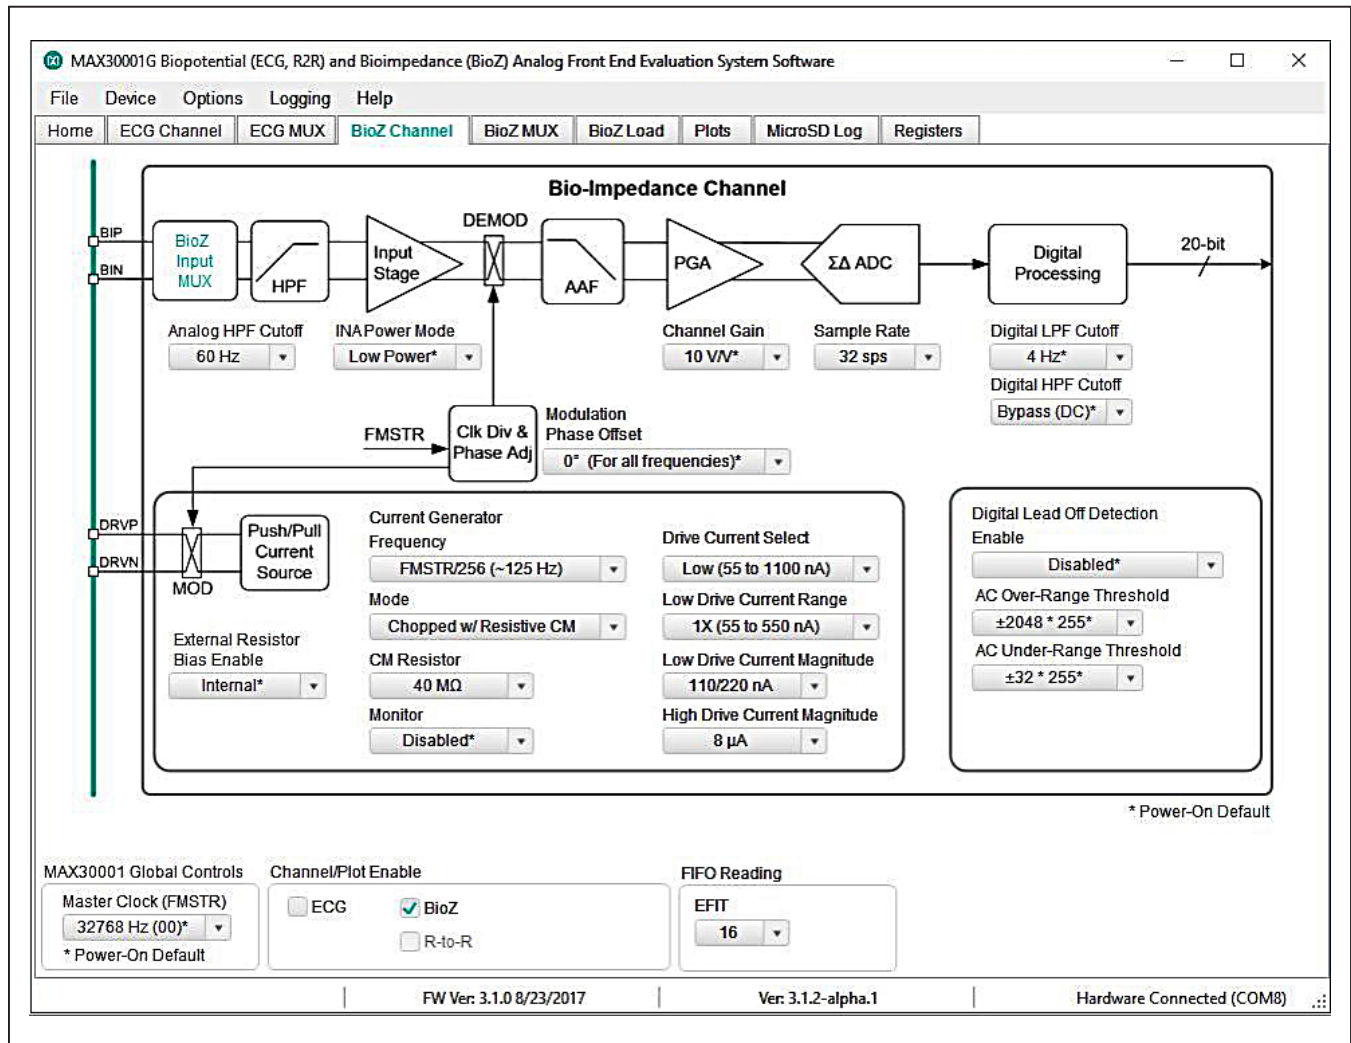 MAX30001G Biopotential (ECG, R2R) and Bioimpedance (BioZ) Analog Front End Evaluation System Software
File Device Options Logging Help
Home ECG Channel ECG MUX BioZ Channel BioZ MUX BioZ Load Plots MicroSD Log Registers
Bio-Impedance Channel
BIP
BIN
BioZ
Input
MUX
HPF
Input
Stage
DEMOD
AAF
PGA
ΣΔ ADC
Digital
Processing
20-bit
Analog HPF Cutoff
60 Hz
INA Power Mode
Low Power*
Channel Gain
10 V/V*
Sample Rate
32 sps
Digital LPF Cutoff
4 Hz*
Digital HPF Cutoff
Bypass (DC)*
FMSTR
Clk Div &
Phase Adj
Modulation
Phase Offset
0° (For all frequencies)*
DRVP
DRVN
MOD
Push/Pull
Current
Source
External Resistor
Bias Enable
Internal*
Current Generator
Frequency
FMSTR/256 (~125 Hz)
Mode
Chopped w/ Resistive CM
CM Resistor
40 MΩ
Monitor
Disabled*
Drive Current Select
Low (55 to 1100 nA)
Low Drive Current Range
1X (55 to 550 nA)
Low Drive Current Magnitude
110/220 nA
High Drive Current Magnitude
8 µA
Digital Lead Off Detection
Enable
Disabled*
AC Over-Range Threshold
±2048 * 255*
AC Under-Range Threshold
±32 * 255*
* Power-On Default
MAX30001 Global Controls
Master Clock (FMSTR)
32768 Hz (00)*
* Power-On Default
Channel/Plot Enable
ECG
BioZ
R-to-R
FIFO Reading
EFIT
16
FW Ver: 3.1.0 8/23/2017
Ver: 3.1.2-alpha.1
Hardware Connected (COM8)